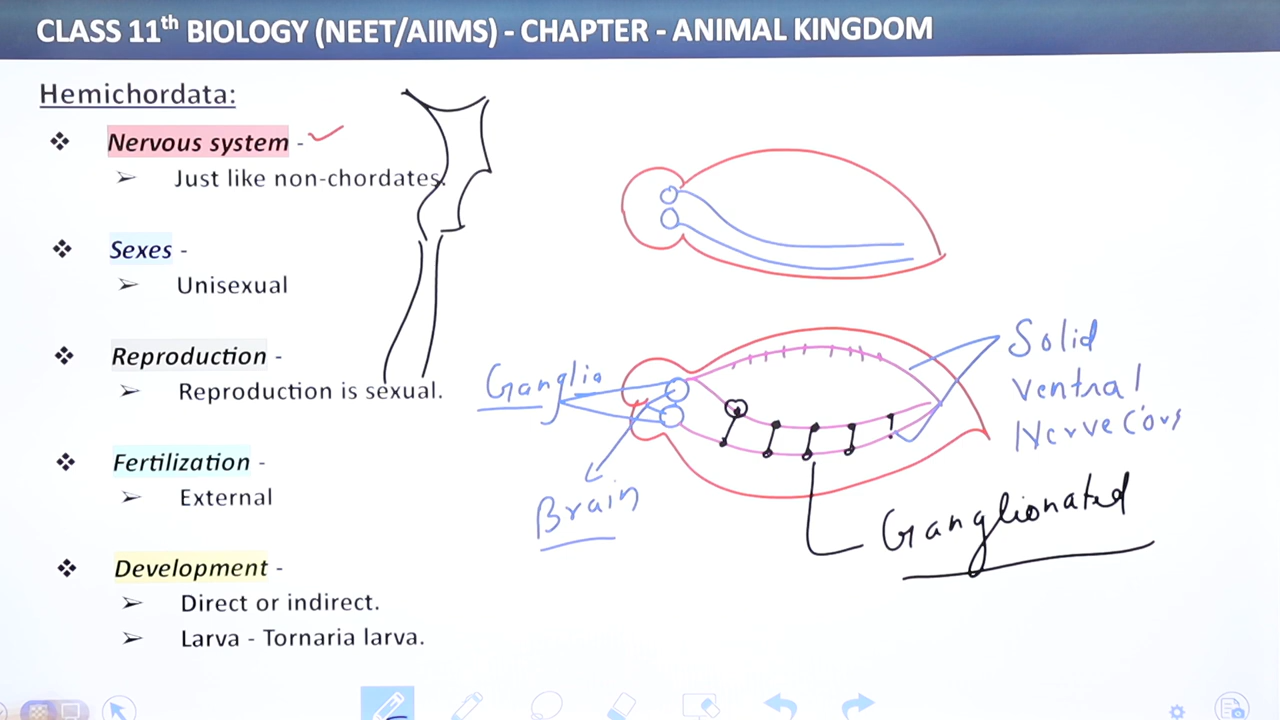 CLASS 11th BIOLOGY (NEET/AIIMS) - CHAPTER - ANIMAL KINGDOM
Hemichordata:
❖ Nervous system -
➢ Just like non-chordates.
❖ Sexes -
➢ Unisexual
❖ Reproduction -
➢ Reproduction is sexual.
❖ Fertilization -
➢ External
❖ Development -
➢ Direct or indirect.
➢ Larva - Tornaria larva.
Ganglia
Brain
Solid
Ventral
Nerve
Ganglionated